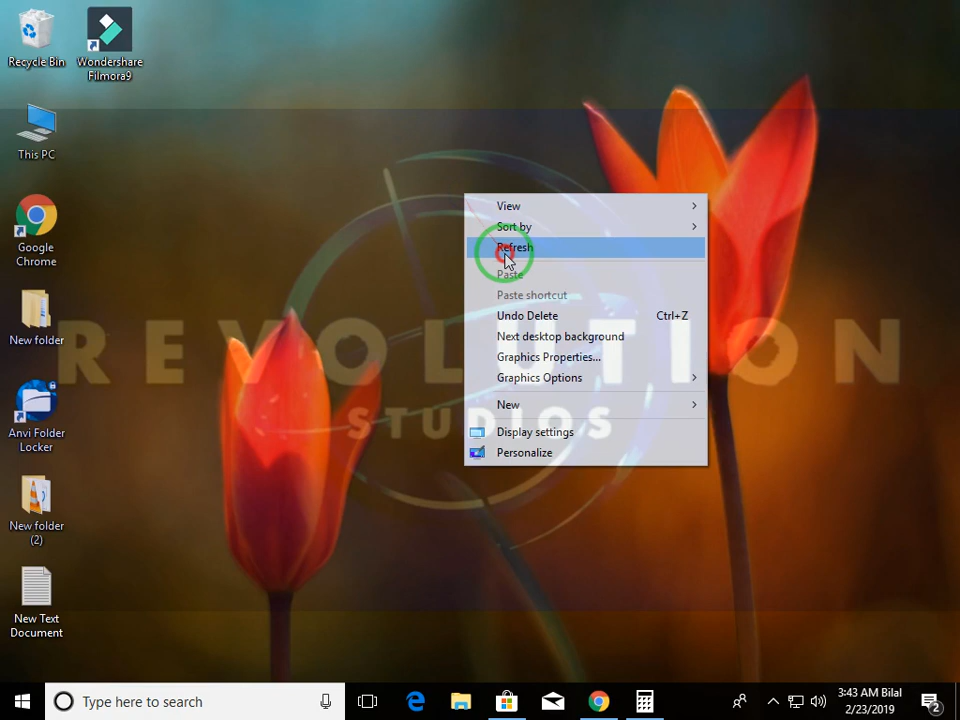 Recycle Bin
Wondershare
Filmora9
This PC
Google
Chrome
New folder
Anvi Folder
Locker
New folder
(2)
New Text
Document
REVOLUTION
STUDIOS
View
Sort by
Refresh
Paste
Paste shortcut
Undo Delete Ctrl+Z
Next desktop background
Graphics Properties...
Graphics Options
New
Display settings
Personalize
Type here to search
3:43 AM Bilal
2/23/2019
2